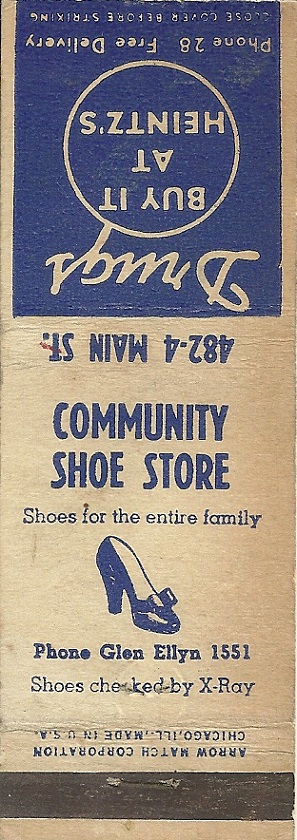 CLOSE COVER BEFORE STRIKING
Phone 28 Free Delivery
BUY IT
AT
HEINTZ'S
Drugs
482-4 MAIN ST.
COMMUNITY
SHOE STORE
Shoes for the entire family
Phone Glen Ellyn 1551
Shoes checked by X-Ray
ARROW MATCH CORPORATION
CHICAGO, ILL., MADE IN U.S.A.